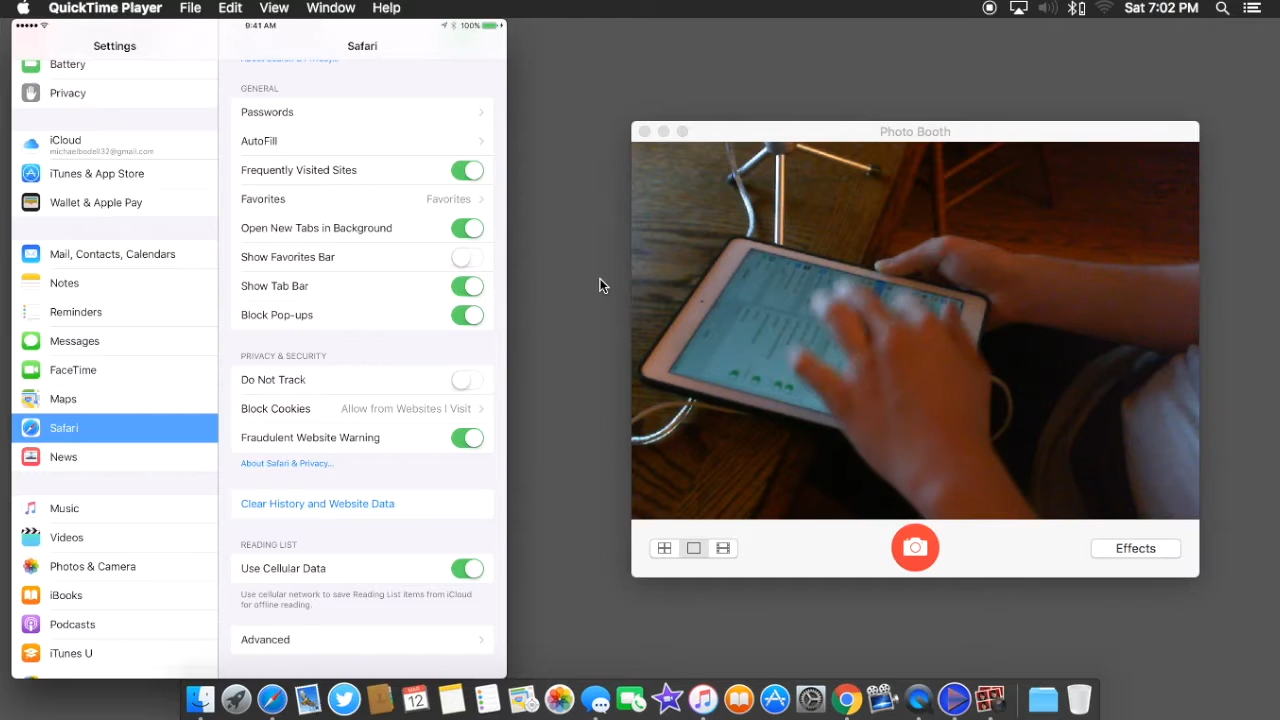 QuickTime Player File Edit View Window Help Sat 7:02 PM
9:41 AM 100%
Settings
Safari
Battery
Privacy
iCloud
michaelbodell32@gmail.com
iTunes & App Store
Wallet & Apple Pay
Mail, Contacts, Calendars
Notes
Reminders
Messages
FaceTime
Maps
Safari
News
Music
Videos
Photos & Camera
iBooks
Podcasts
iTunes U
GENERAL
Passwords
AutoFill
Frequently Visited Sites
Favorites Favorites
Open New Tabs in Background
Show Favorites Bar
Show Tab Bar
Block Pop-ups
PRIVACY & SECURITY
Do Not Track
Block Cookies Allow from Websites I Visit
Fraudulent Website Warning
About Safari & Privacy...
Clear History and Website Data
READING LIST
Use Cellular Data
Use cellular network to save Reading List items from iCloud
for offline reading.
Advanced
Photo Booth
Effects
MAR
12